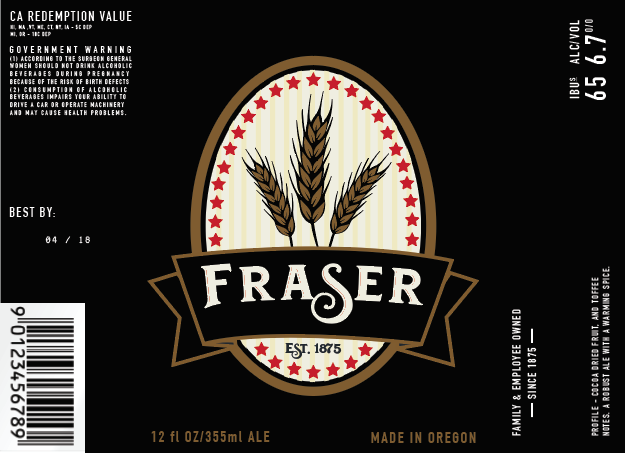 CA REDEMPTION VALUE
HI, MA ,VT, ME, CT, NY, IA - 5C DEP
MI, OR - 10C DEP
GOVERNMENT WARNING
(1) ACCORDING TO THE SURGEON GENERAL
WOMEN SHOULD NOT DRINK ALCOHOLIC
BEVERAGES DURING PREGNANCY
BECAUSE OF THE RISK OF BIRTH DEFECTS
(2) CONSUMPTION OF ALCOHOLIC
BEVERAGES IMPAIRS YOUR ABILITY TO
DRIVE A CAR OR OPERATE MACHINERY
AND MAY CAUSE HEALTH PROBLEMS.
BEST BY:
04 / 18
9 0123456789
FRASER
EST. 1875
12 fl OZ/355ml ALE
MADE IN OREGON
IBUs ALC/VOL
65 6.7 0/0
FAMILY & EMPLOYEE OWNED
— SINCE 1875 —
PROFILE - COCOA DRIED FRUIT, AND TOFFEE
NOTES. A ROBUST ALE WITH A WARMING SPICE.